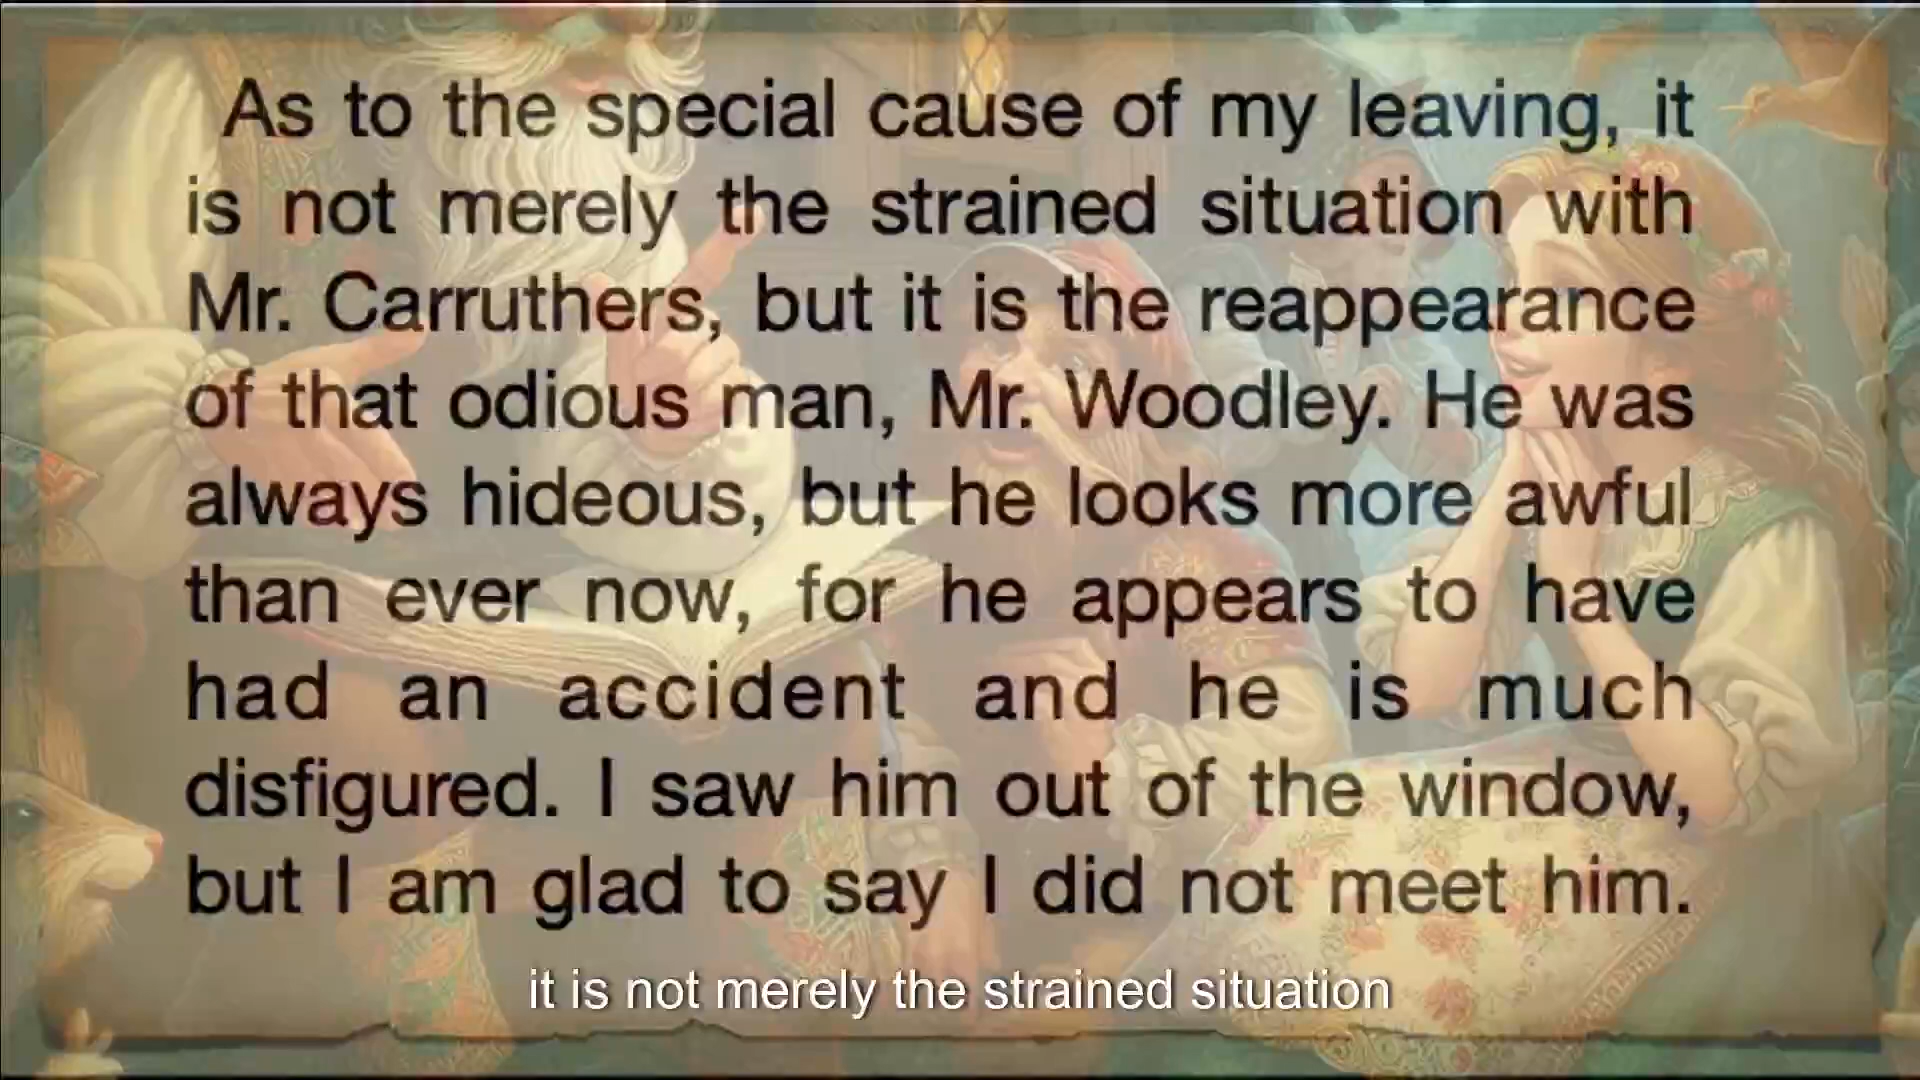 As to the special cause of my leaving, it
is not merely the strained situation with
Mr. Carruthers, but it is the reappearance
of that odious man, Mr. Woodley. He was
always hideous, but he looks more awful
than ever now, for he appears to have
had an accident and he is much
disfigured. I saw him out of the window,
but I am glad to say I did not meet him.
it is not merely the strained situation